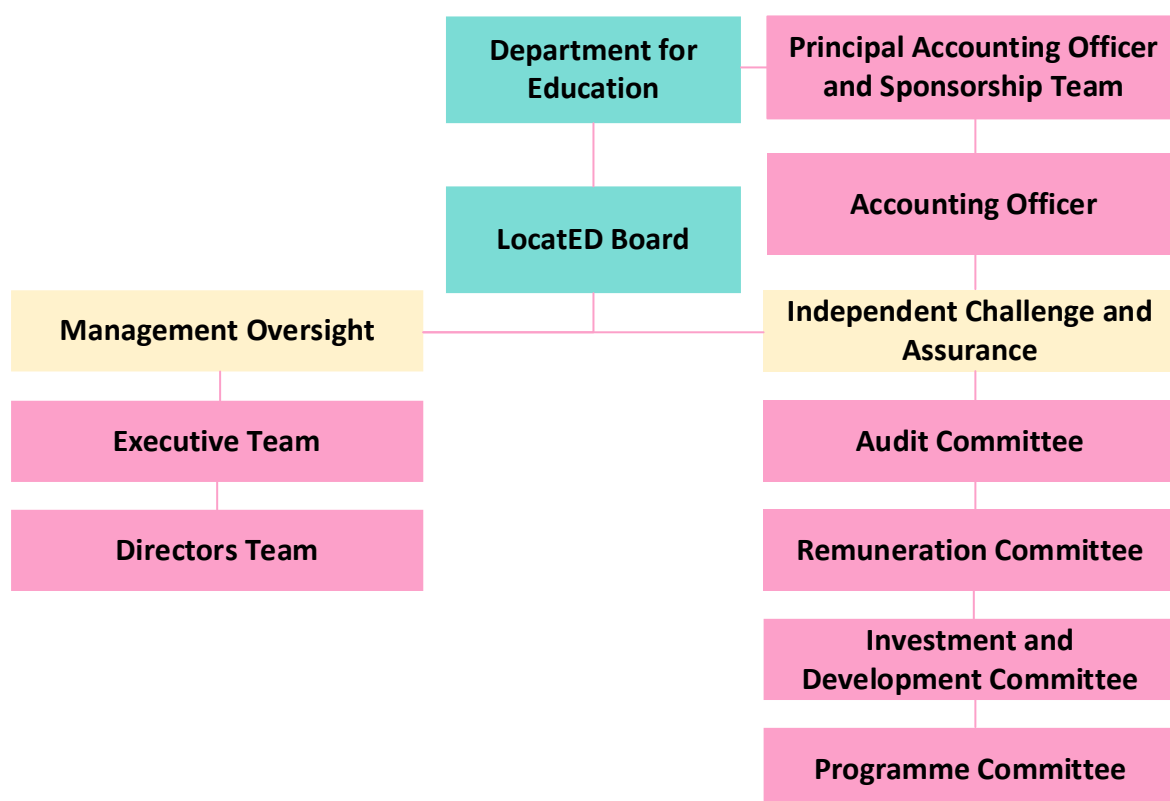 Department for
Education
Principal Accounting Officer
and Sponsorship Team
Accounting Officer
LocatED Board
Management Oversight
Independent Challenge and
Assurance
Executive Team
Audit Committee
Directors Team
Remuneration Committee
Investment and
Development Committee
Programme Committee